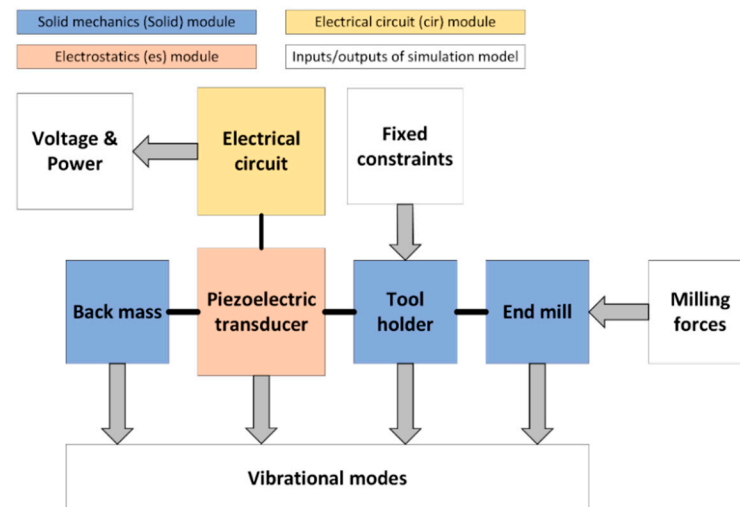 Solid mechanics (Solid) module
Electrical circuit (cir) module
Electrostatics (es) module
Inputs/outputs of simulation model
Voltage &
Power
Electrical
circuit
Fixed
constraints
Back mass
Piezoelectric
transducer
Tool
holder
End mill
Milling
forces
Vibrational modes